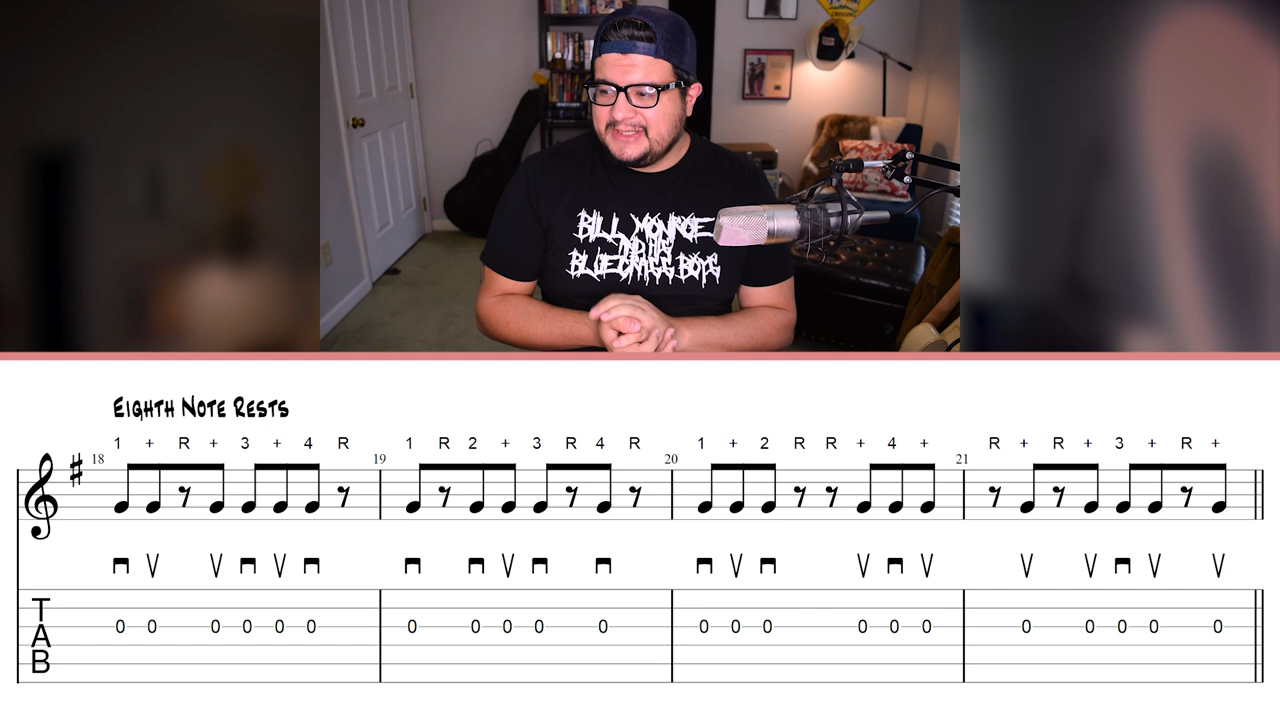 BILL MONROE
AND HIS
BLUEGRASS BOYS
Eighth Note Rests
1 + R + 3 + 4 R 1 R 2 + 3 R 4 R 1 + 2 R R + 4 + R + R + 3 + R +
18 19 20 21
T
A
B
0 0 0 0 0 0 0 0 0 0 0 0 0 0 0 0 0 0 0 0 0 0